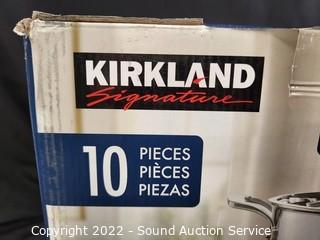 KIRKLAND
Signature
10
PIECES
PIÈCES
PIEZAS
Copyright 2022 - Sound Auction Service